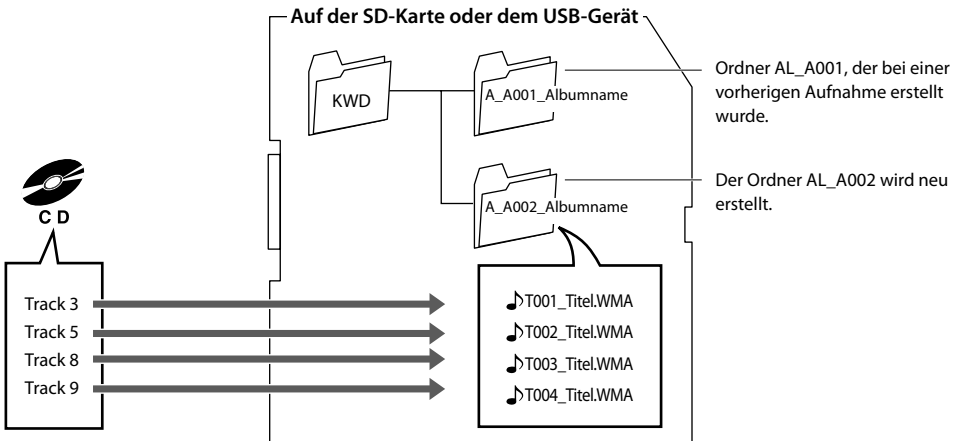 Auf der SD-Karte oder dem USB-Gerät
KWD
A_A001_Albumname
Ordner AL_A001, der bei einer
vorherigen Aufnahme erstellt
wurde.
A_A002_Albumname
Der Ordner AL_A002 wird neu
erstellt.
CD
Track 3
Track 5
Track 8
Track 9
T001_Titel.WMA
T002_Titel.WMA
T003_Titel.WMA
T004_Titel.WMA